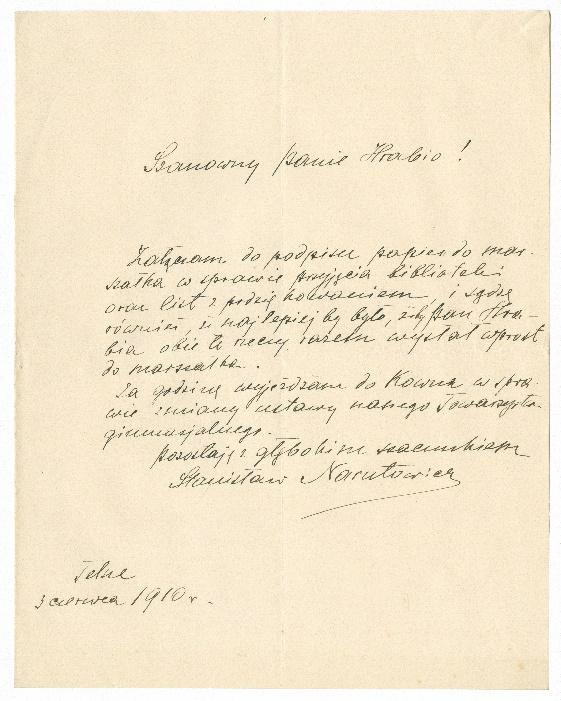 Szanowny Panie Hrabio!
Załączam do podpisu papier do mar-
szałka w sprawie przyjęcia biblioteki
oraz list z podziękowaniem i sądzę
również, iż najlepiej by było, żeby Pan Hra-
bia obie te rzeczy razem wysłał wprost
do marszałka.
Za godzinę wyjeżdżam do Kowna w spra-
wie zmiany ustawy naszego Towarzystwa
gimnazjalnego.
Pozostaję z głębokim szacunkiem
Stanisław Narutowicz
Telsze
3 czerwca 1910 r.